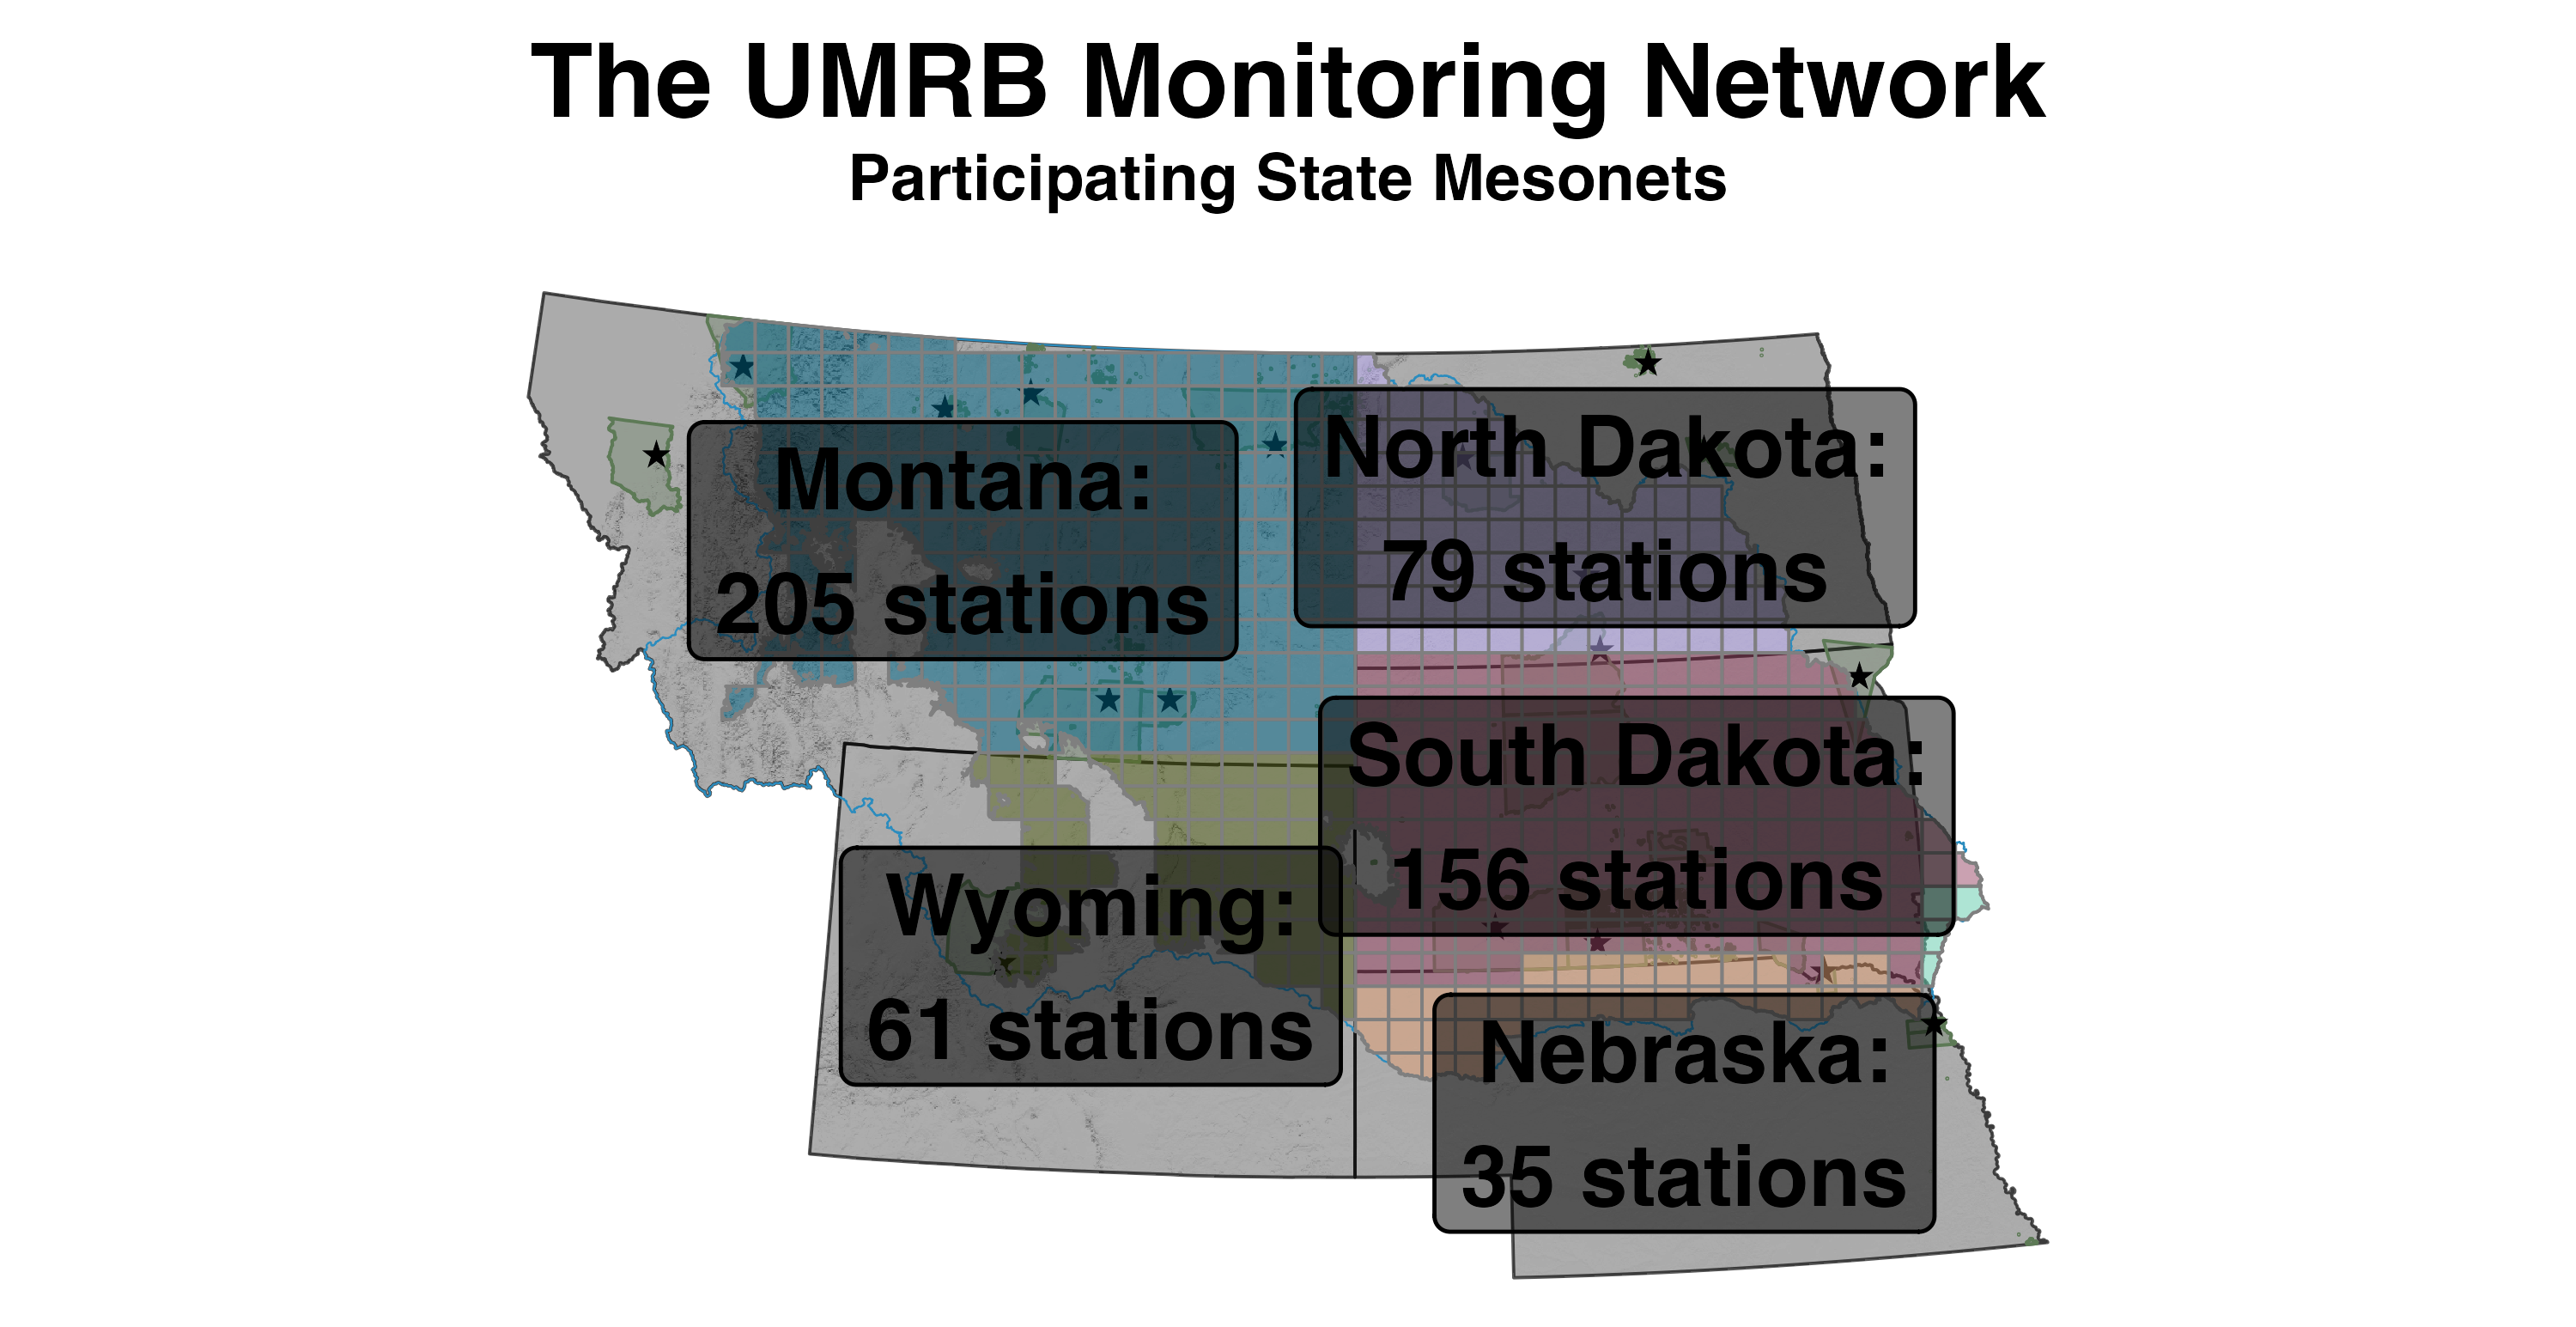 The UMRB Monitoring Network
Participating State Mesonets
Montana:
205 stations
North Dakota:
79 stations
South Dakota:
156 stations
Wyoming:
61 stations
Nebraska:
35 stations